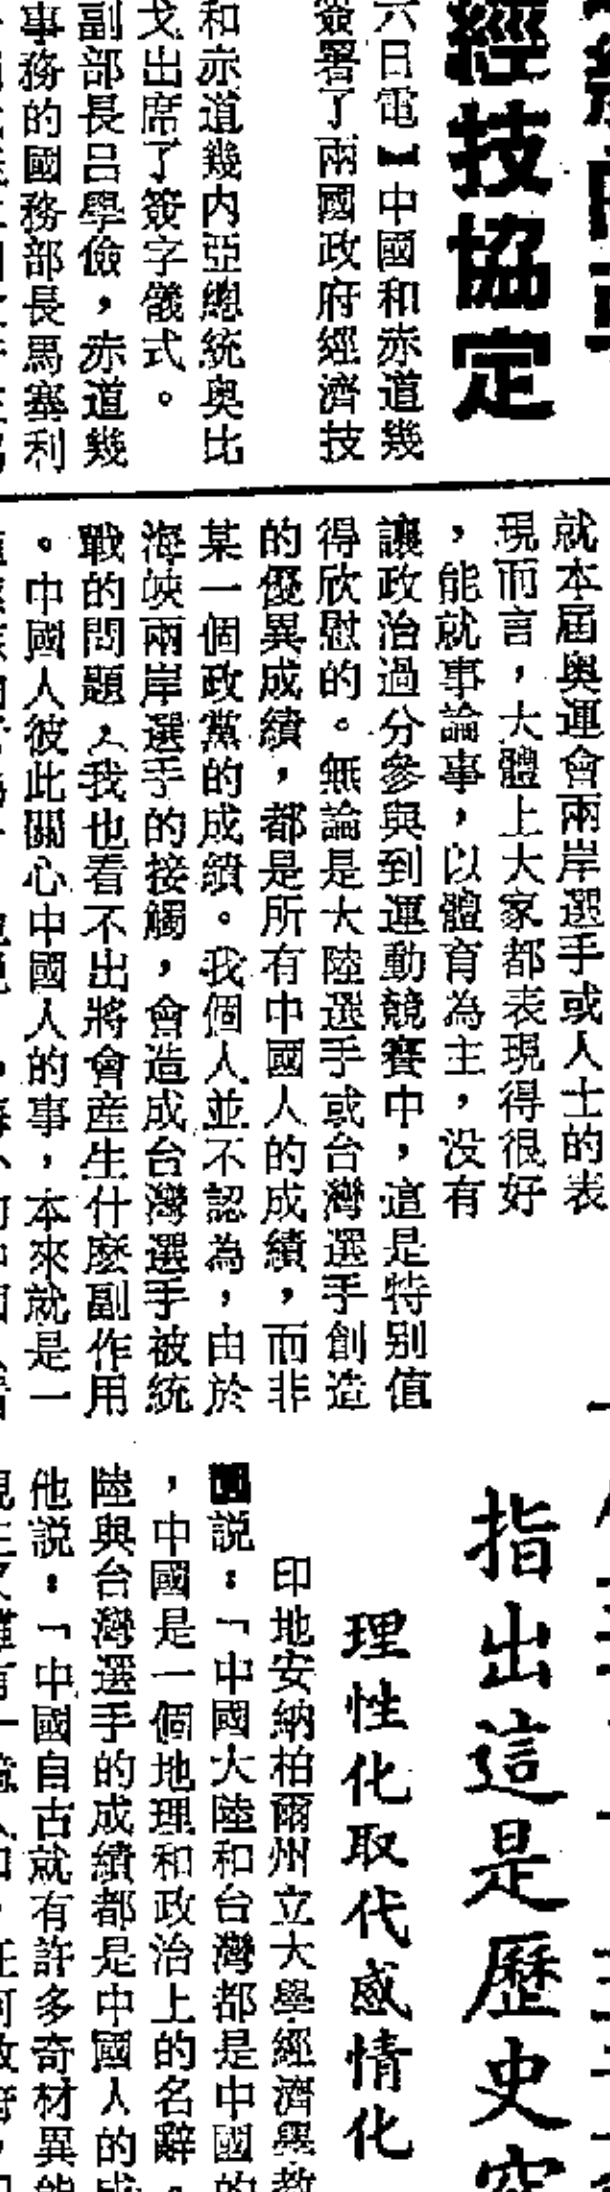 經技協定
六日電】中國和赤道幾
簽署了兩國政府經濟技
和赤道幾内亞總統奥比
戈出席了簽字儀式。
副部長吕學儉，赤道幾
事務的國務部長馬塞利
就本屆奥運會兩岸選手或人士的表
現而言，大體上大家都表現得很好
，能就事論事，以體育為主，没有
讓政治過分參與到運動競賽中，這是特别值
得欣慰的。無論是大陸選手或台灣選手創造
的優異成績，都是所有中國人的成績，而非
某一個政黨的成績。我個人並不認為，由於
海峽兩岸選手的接觸，會造成台灣選手被統
戰的問題，我也看不出將會産生什麽副作用
。中國人彼此關心中國人的事，本來就是一
指出這是歷史
理性化取代感情化
印地安納柏爾州立大學經濟學教
説：「中國大陸和台灣都是中國的
，中國是一個地理和政治上的名辭。
陸與台灣選手的成績都是中國人的成
他説：「中國自古就有許多奇材異能